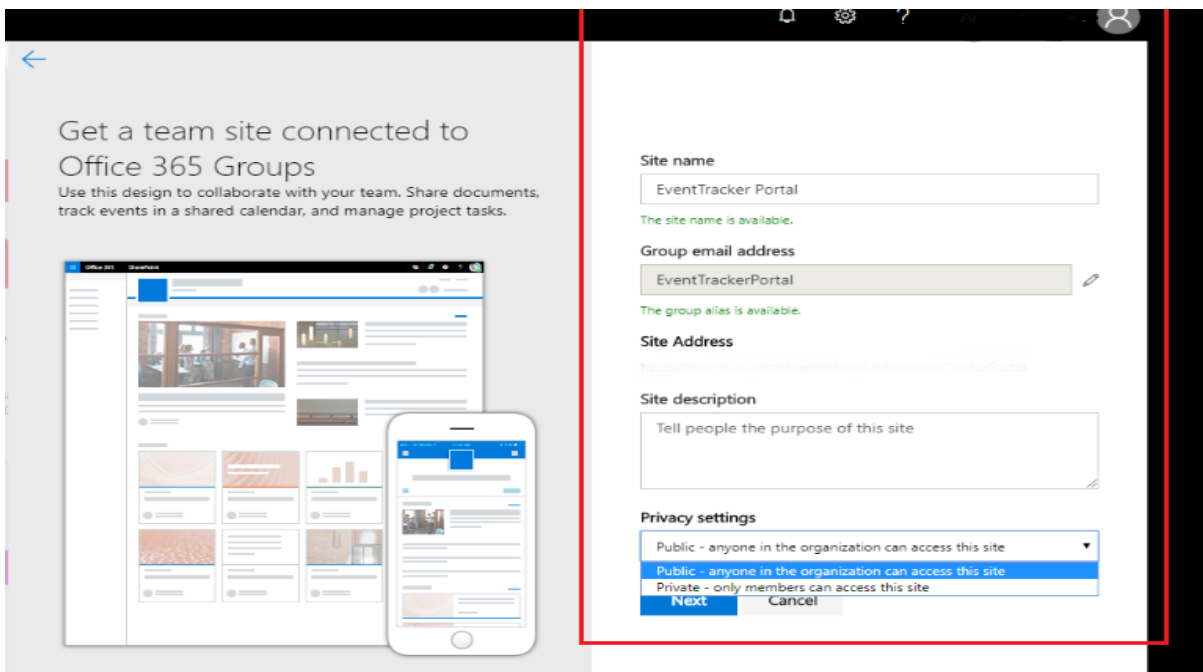 Get a team site connected to
Office 365 Groups
Use this design to collaborate with your team. Share documents,
track events in a shared calendar, and manage project tasks.
Office 365 SharePoint
Site name
EventTracker Portal
The site name is available.
Group email address
EventTrackerPortal
The group alias is available.
Site Address
Site description
Tell people the purpose of this site
Privacy settings
Public - anyone in the organization can access this site
Public - anyone in the organization can access this site
Private - only members can access this site
Next Cancel